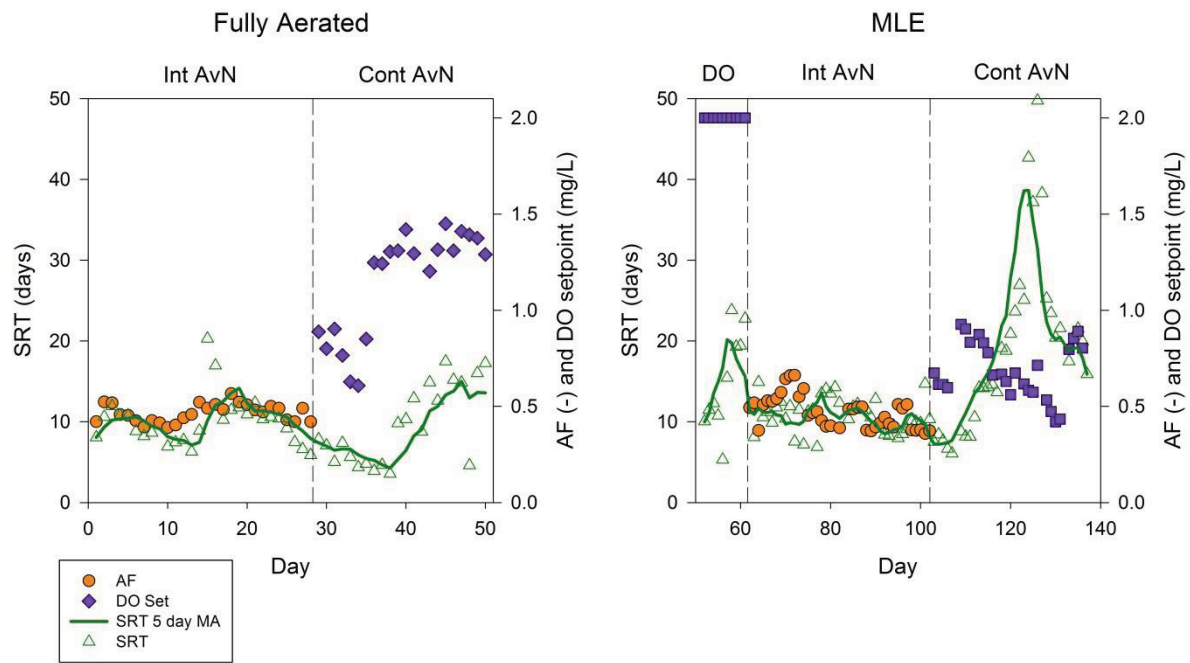 Fully Aerated
MLE
Int AvN
Cont AvN
DO
Int AvN
Cont AvN
50
40
30
20
10
0
SRT (days)
2.0
1.5
1.0
0.5
0.0
AF (-) and DO setpoint (mg/L)
0 10 20 30 40 50
Day
50
40
30
20
10
0
SRT (days)
2.0
1.5
1.0
0.5
0.0
AF (-) and DO setpoint (mg/L)
60 80 100 120 140
Day
AF
DO Set
SRT 5 day MA
SRT